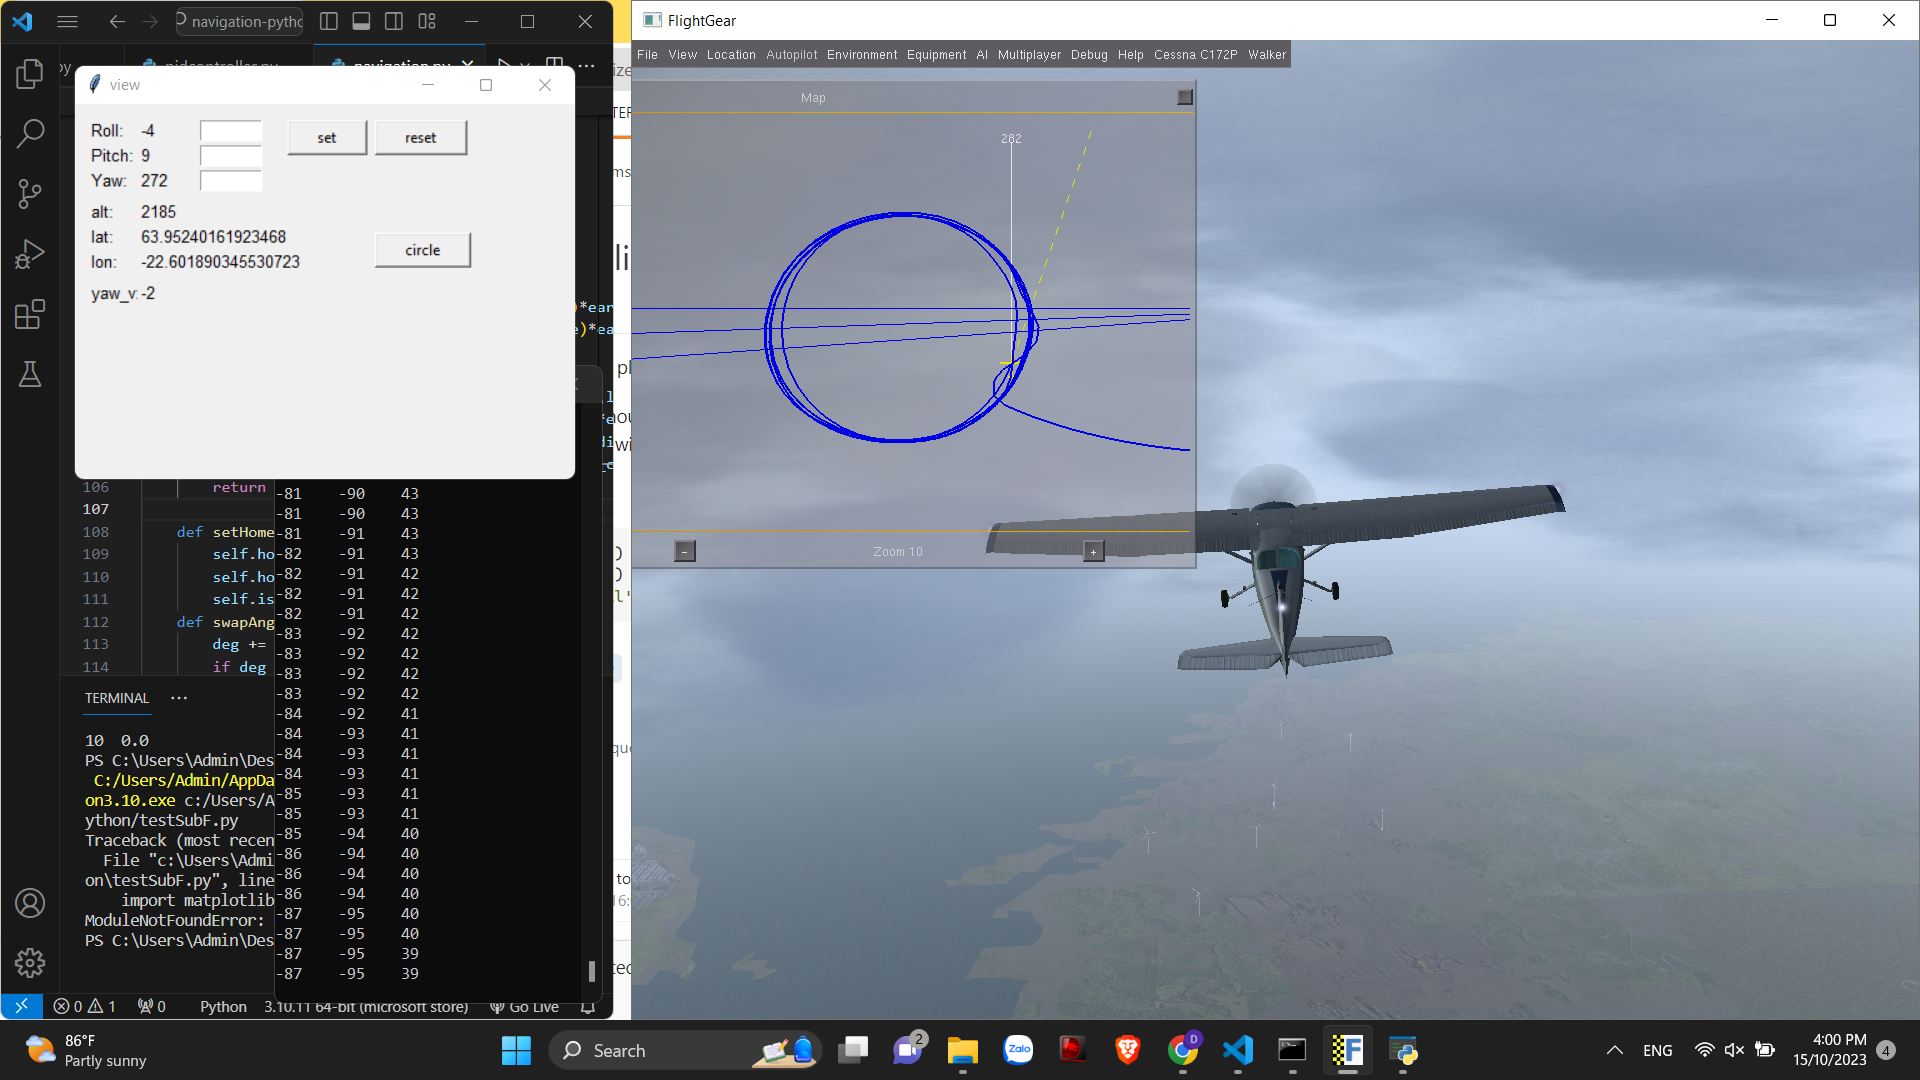 navigation-pytho
view
Roll: -4
Pitch: 9
Yaw: 272
set
reset
alt: 2185
lat: 63.95240161923468
lon: -22.601890345530723
circle
yaw_v:-2
pidcontroller.py
navigation.py
106 return
107
108 def setHome
109 self.ho
110 self.ho
111 self.is
112 def swapAng
113 deg +=
114 if deg
-81 -90 43
-81 -90 43
-81 -91 43
-82 -91 43
-82 -91 42
-82 -91 42
-82 -91 42
-83 -92 42
-83 -92 42
-83 -92 42
-83 -92 42
-84 -92 41
-84 -93 41
-84 -93 41
-84 -93 41
-85 -93 41
-85 -93 41
-85 -94 40
-86 -94 40
-86 -94 40
-86 -94 40
-87 -95 40
-87 -95 40
-87 -95 39
-87 -95 39
TERMINAL ...
10 0.0
PS C:\Users\Admin\Des
C:/Users/Admin/AppDa
on3.10.exe c:/Users/A
ython/testSubF.py
Traceback (most recen
File "c:\Users\Admi
on\testSubF.py", line
import matplotlib
ModuleNotFoundError:
PS C:\Users\Admin\Des
0 1 0 Python 3.10.11 64-bit (microsoft store) Go Live
FlightGear
File View Location Autopilot Environment Equipment AI Multiplayer Debug Help Cessna C172P Walker
Map
282
- Zoom 10 +
86°F
Partly sunny
Search
2
Zalo
D
ENG
4:00 PM
15/10/2023
4